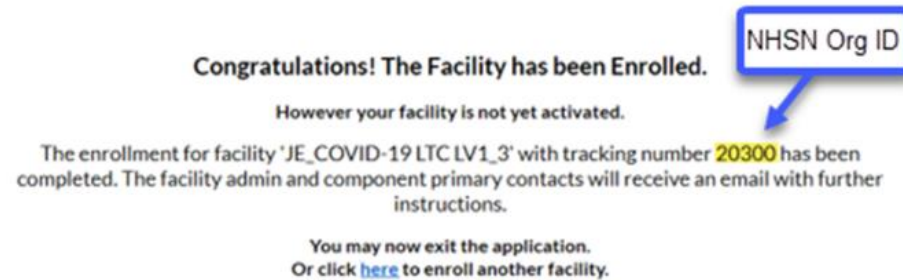 NHSN Org ID
Congratulations! The Facility has been Enrolled.
However your facility is not yet activated.
The enrollment for facility 'JE_COVID-19 LTC LV1_3' with tracking number 20300 has been
completed. The facility admin and component primary contacts will receive an email with further
instructions.
You may now exit the application.
Or click here to enroll another facility.